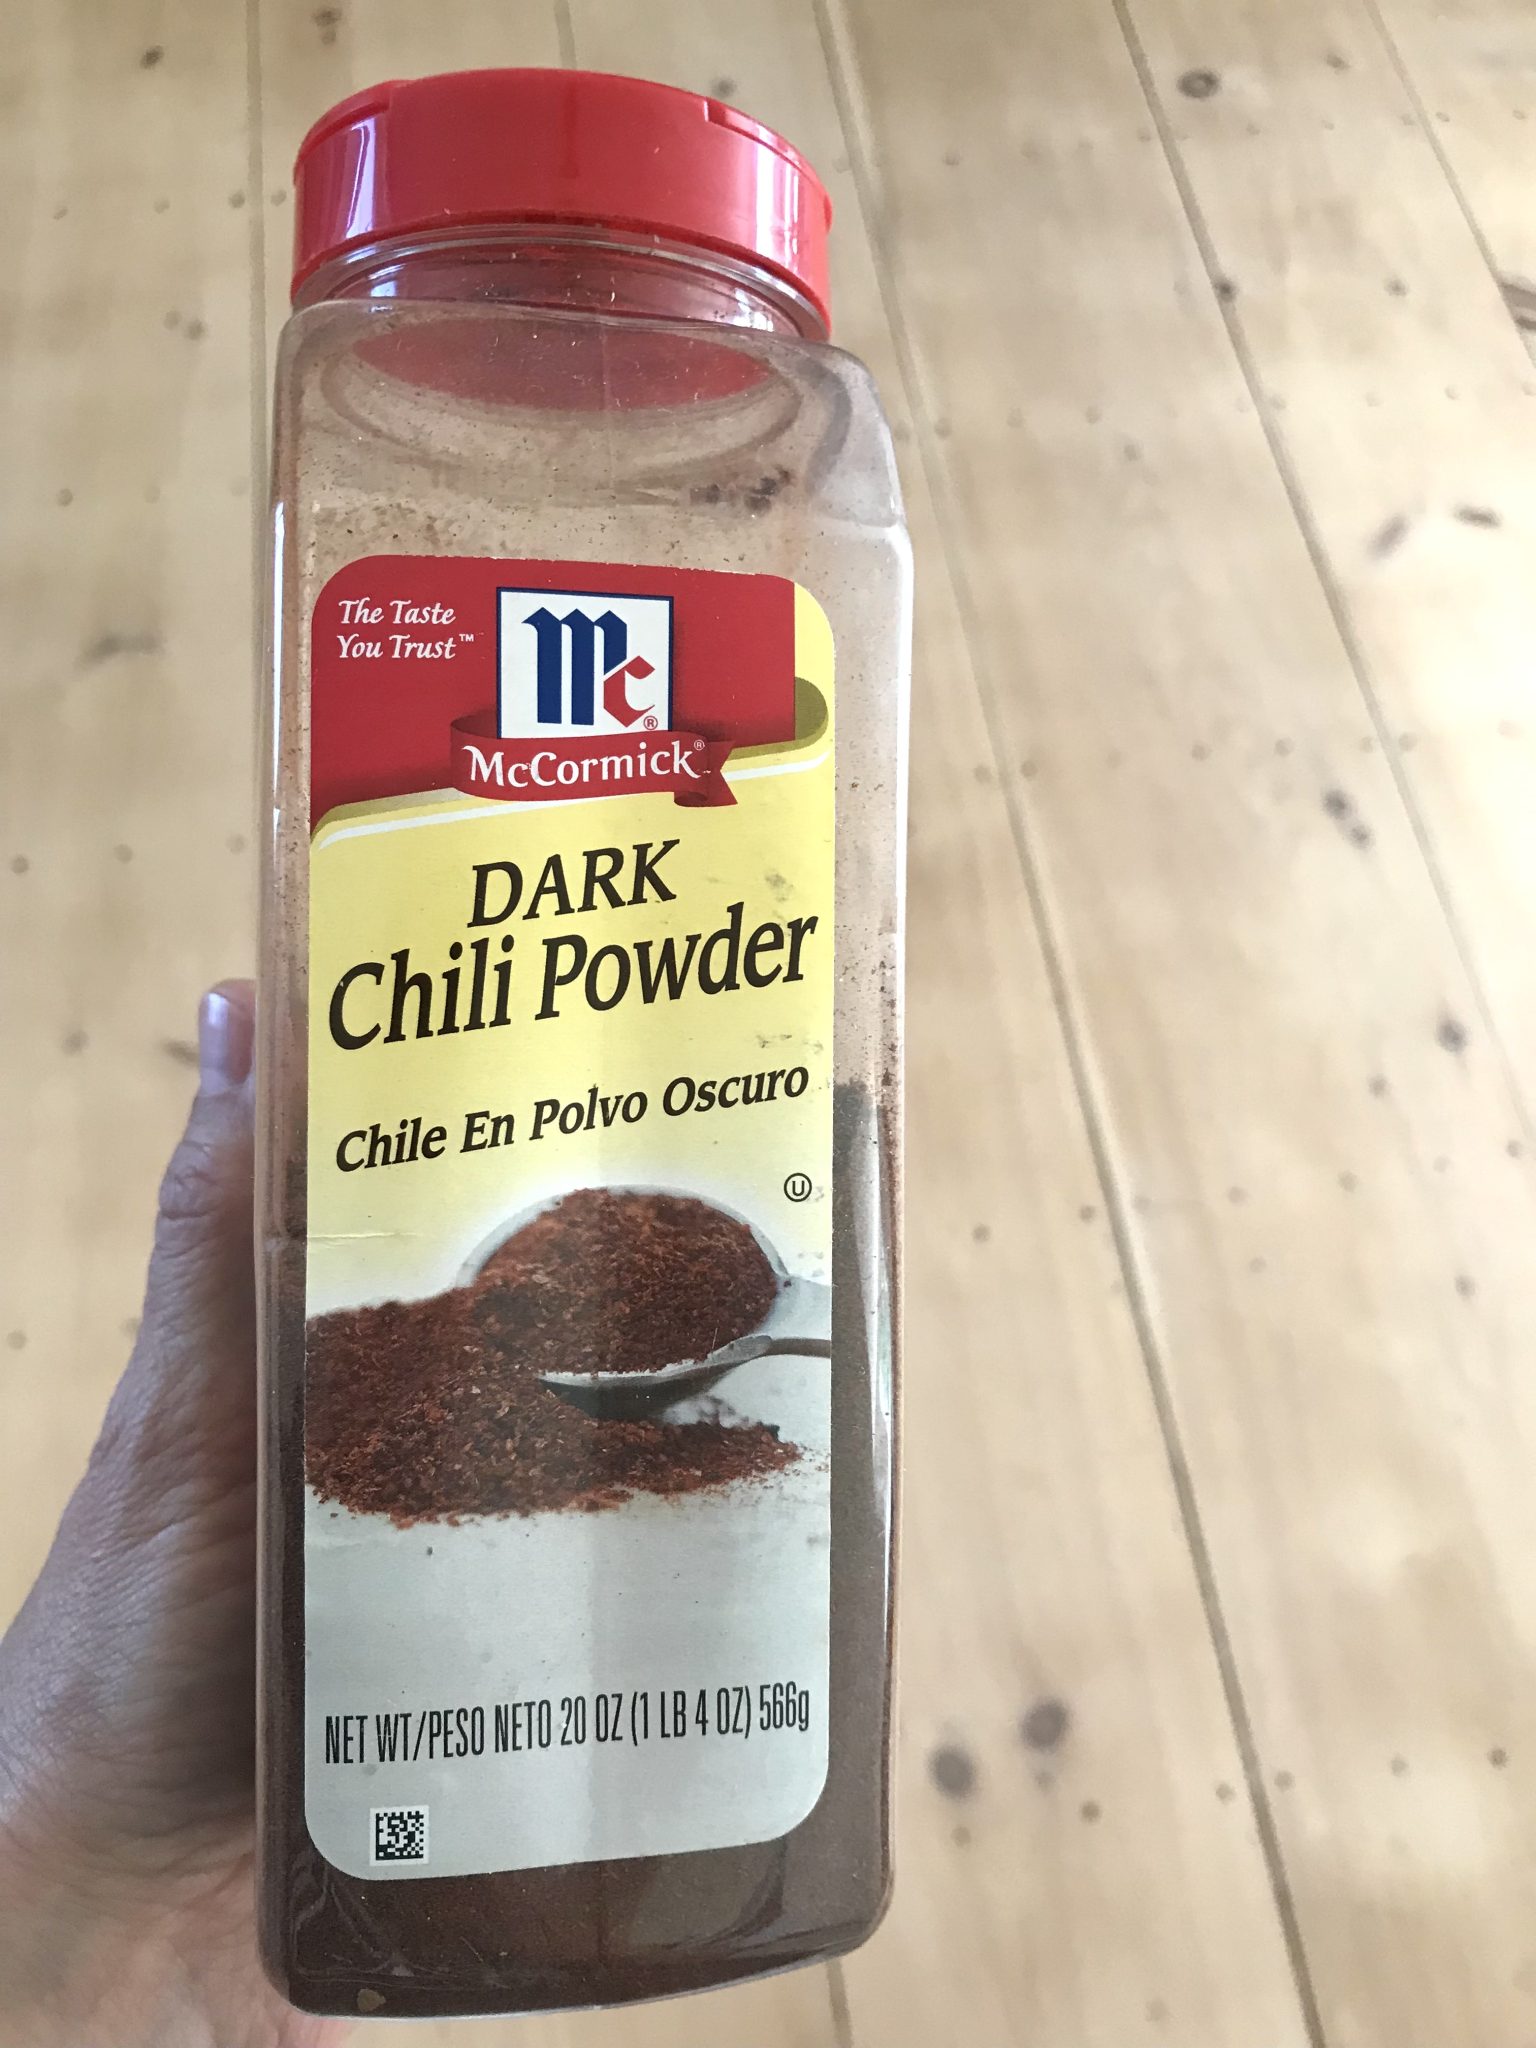 The Taste
You Trust™
Mc®
McCormick®
DARK
Chili Powder
Chile En Polvo Oscuro
U
NET WT/PESO NETO 20 OZ (1 LB 4 OZ) 566g